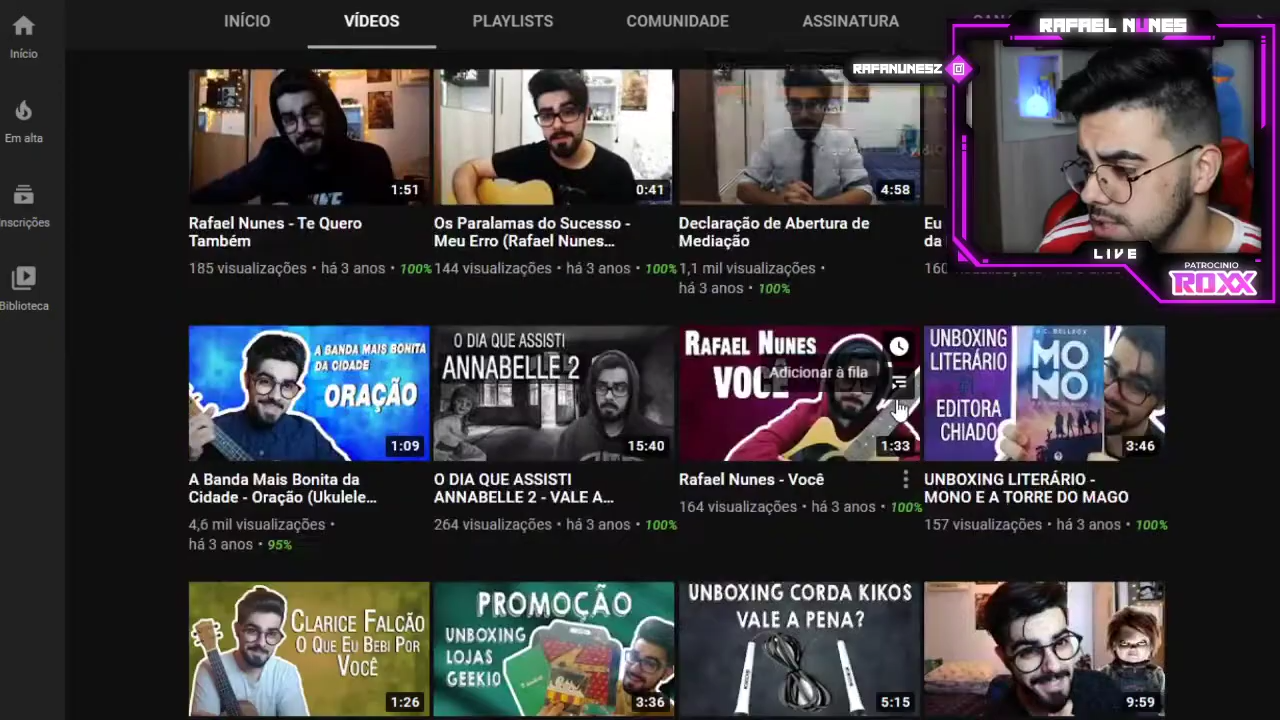 INÍCIO
VÍDEOS
PLAYLISTS
COMUNIDADE
ASSINATURA
RAFAEL NUNES
RAFANUNESZ
LIVE
PATROCINIO
ROXX
Início
Em alta
Inscrições
Biblioteca
1:51
0:41
4:58
Rafael Nunes - Te Quero
Também
185 visualizações • há 3 anos • 100%
Os Paralamas do Sucesso -
Meu Erro (Rafael Nunes...
144 visualizações • há 3 anos • 100%
Declaração de Abertura de
Mediação
1,1 mil visualizações •
há 3 anos • 100%
Eu
da
160
A BANDA MAIS BONITA
DA CIDADE
ORAÇÃO
1:09
A Banda Mais Bonita da
Cidade - Oração (Ukulele...
4,6 mil visualizações •
há 3 anos • 95%
O DIA QUE ASSISTI
ANNABELLE 2
15:40
O DIA QUE ASSISTI
ANNABELLE 2 - VALE A...
264 visualizações • há 3 anos • 100%
RAFAEL NUNES
VOCÊ
Adicionar à fila
1:33
Rafael Nunes - Você
164 visualizações • há 3 anos • 100%
UNBOXING
LITERÁRIO
EDITORA
CHIADO
MO
NO
3:46
UNBOXING LITERÁRIO -
MONO E A TORRE DO MAGO
157 visualizações • há 3 anos • 100%
CLARICE FALCÃO
O QUE EU BEBI POR
VOCÊ
1:26
PROMOÇÃO
UNBOXING
LOJAS
GEEK10
3:36
UNBOXING CORDA KIKOS
VALE A PENA?
5:15
9:59